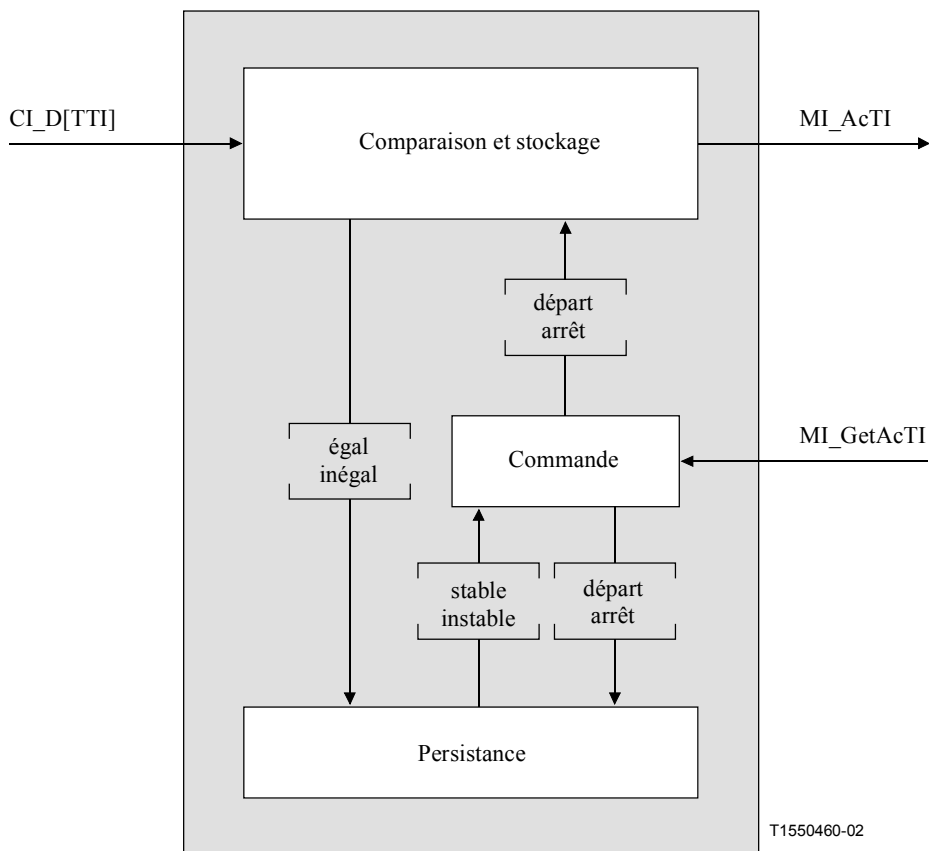 CI_D[TTI]
Comparaison et stockage
MI_AcTI
départ
arrêt
égal
inégal
Commande
MI_GetAcTI
stable
instable
départ
arrêt
Persistance
T1550460-02